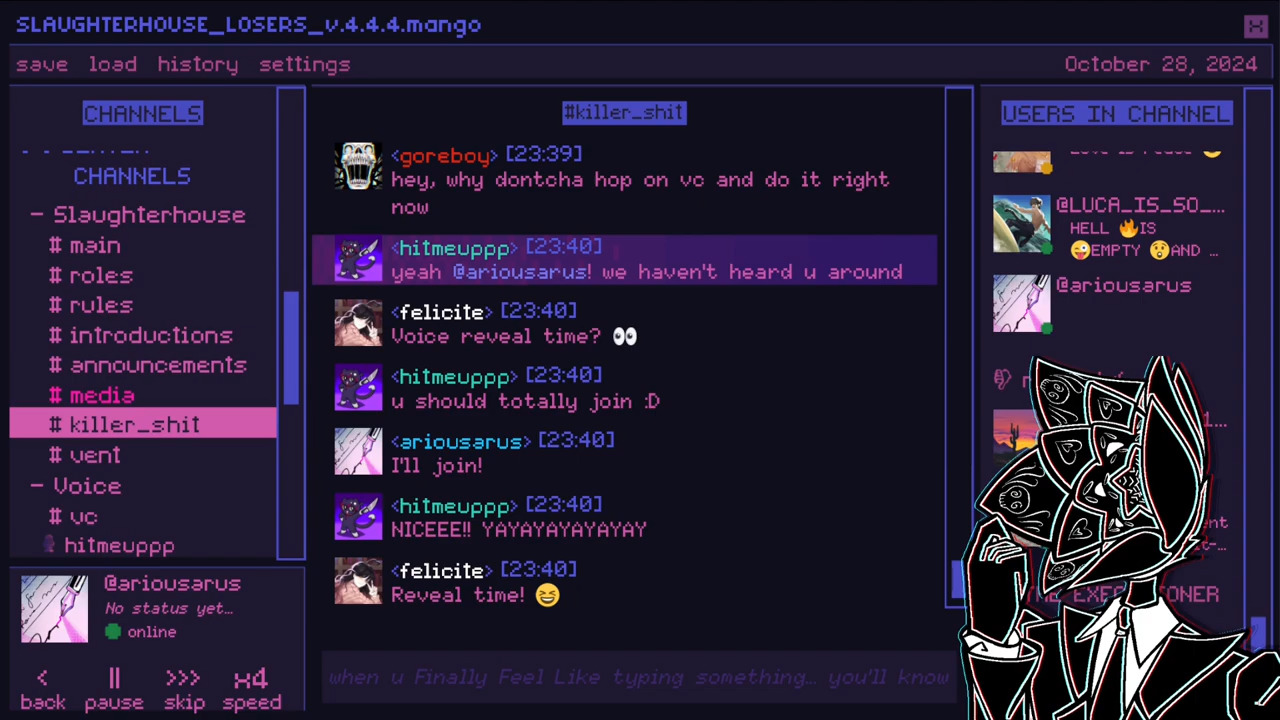 SLAUGHTERHOUSE_LOSERS_v.4.4.4.mango
x
save load history settings
October 28, 2024
CHANNELS
CHANNELS
- Slaughterhouse
# main
# roles
# rules
# introductions
# announcements
# media
# killer_shit
# vent
- Voice
# vc
hitmeuppp
@ariousarus
No status yet...
online
< || >>> x4
back pause skip speed
#killer_shit
<goreboy> [23:39]
hey, why dontcha hop on vc and do it right
now
<hitmeuppp> [23:40]
yeah @ariousarus! we haven't heard u around
<felicite> [23:40]
Voice reveal time? 👀
<hitmeuppp> [23:40]
u should totally join :D
<ariousarus> [23:40]
I'll join!
<hitmeuppp> [23:40]
NICEEE!! YAYAYAYAYAYAY
<felicite> [23:40]
Reveal time! 😆
when u Finally Feel Like typing something... you'll know
USERS IN CHANNEL
@LUCA_IS_SO_...
HELL 🔥IS
😜EMPTY 😲AND ...
@ariousarus